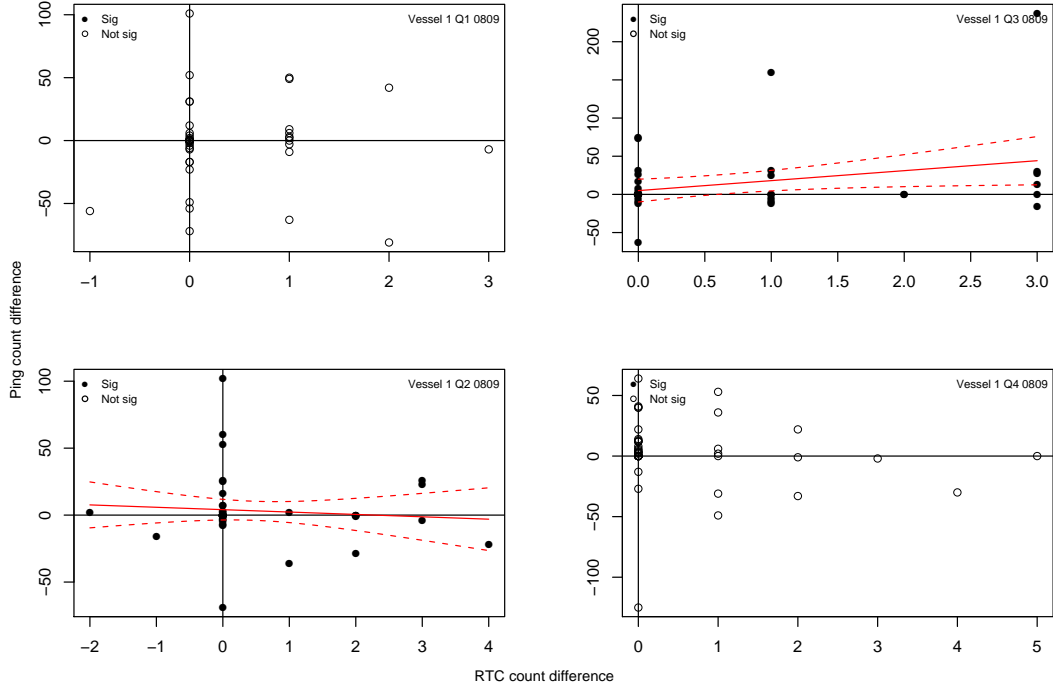 Ping count difference
RTC count difference
Sig
Not sig
Vessel 1 Q1 0809
100
50
0
−50
−1 0 1 2 3
Sig
Not sig
Vessel 1 Q3 0809
200
150
100
50
0
−50
0.0 0.5 1.0 1.5 2.0 2.5 3.0
Sig
Not sig
Vessel 1 Q2 0809
100
50
0
−50
−2 −1 0 1 2 3 4
Sig
Not sig
Vessel 1 Q4 0809
50
0
−50
−100
0 1 2 3 4 5